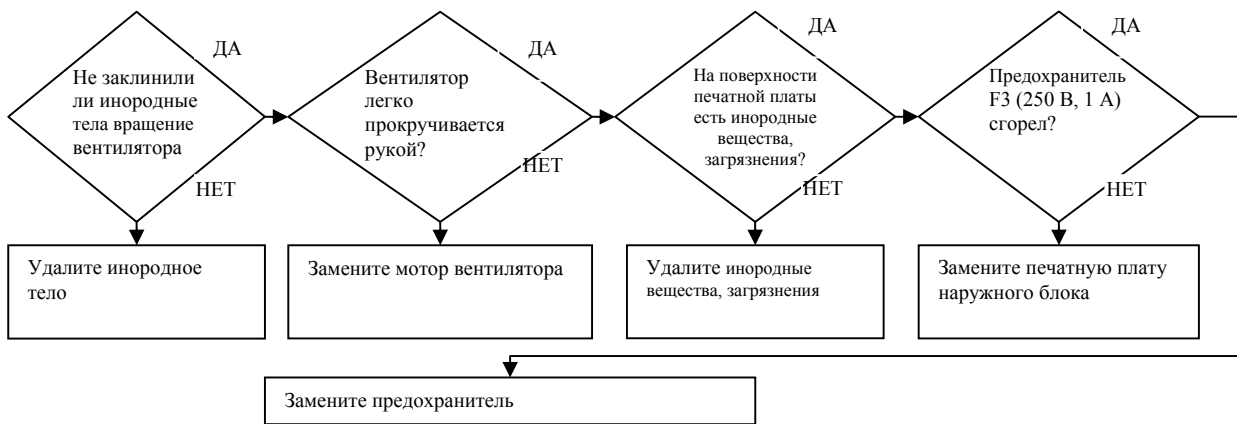 ДА
Не заклинили
ли инородные
тела вращение
вентилятора
НЕТ
ДА
Вентилятор
легко
прокручивается
рукой?
НЕТ
ДА
На поверхности
печатной платы
есть инородные
вещества,
загрязнения?
НЕТ
ДА
Предохранитель
F3 (250 В, 1 А)
сгорел?
НЕТ
Удалите инородное
тело
Замените мотор вентилятора
Удалите инородные
вещества, загрязнения
Замените печатную плату
наружного блока
Замените предохранитель